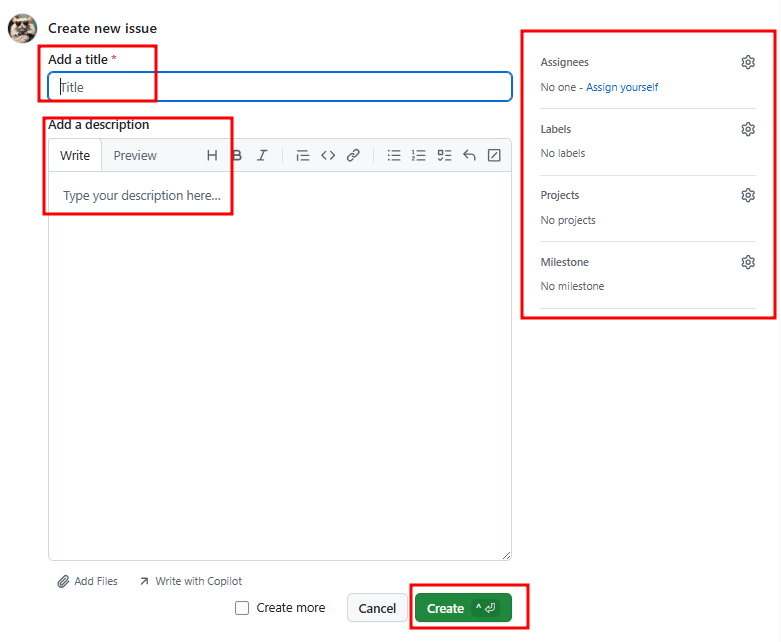 Create new issue
Add a title *
Title
Add a description
Write Preview H B I
Type your description here...
Add Files Write with Copilot
Create more Cancel Create ^
Assignees
No one - Assign yourself
Labels
No labels
Projects
No projects
Milestone
No milestone